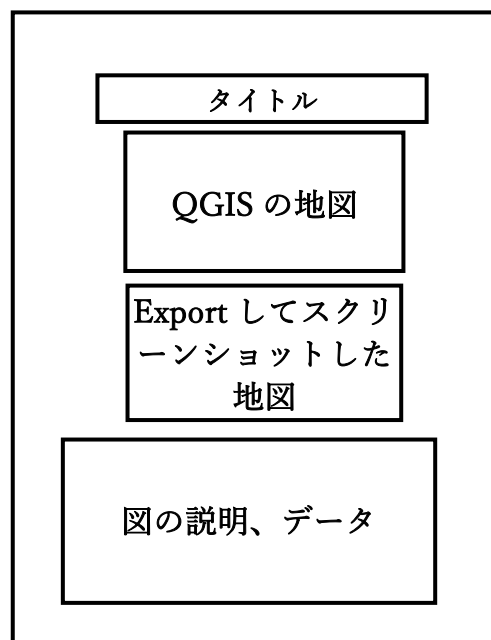 タイトル
QGIS の地図
Export してスクリ
ーンショットした
地図
図の説明、データ